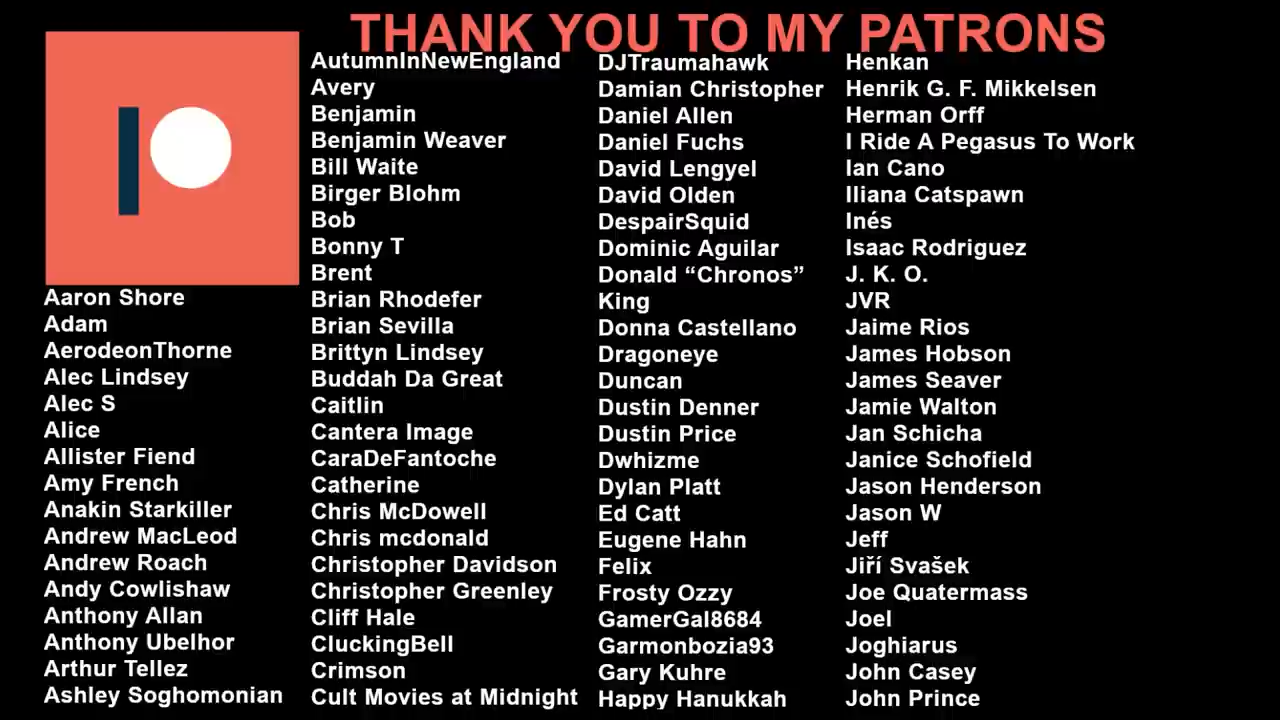 THANK YOU TO MY PATRONS
Aaron Shore
Adam
AerodeonThorne
Alec Lindsey
Alec S
Alice
Allister Fiend
Amy French
Anakin Starkiller
Andrew MacLeod
Andrew Roach
Andy Cowlishaw
Anthony Allan
Anthony Ubelhor
Arthur Tellez
Ashley Soghomonian
AutumnInNewEngland
Avery
Benjamin
Benjamin Weaver
Bill Waite
Birger Blohm
Bob
Bonny T
Brent
Brian Rhodefer
Brian Sevilla
Brittyn Lindsey
Buddah Da Great
Caitlin
Cantera Image
CaraDeFantoche
Catherine
Chris McDowell
Chris mcdonald
Christopher Davidson
Christopher Greenley
Cliff Hale
CluckingBell
Crimson
Cult Movies at Midnight
DJTraumahawk
Damian Christopher
Daniel Allen
Daniel Fuchs
David Lengyel
David Olden
DespairSquid
Dominic Aguilar
Donald “Chronos”
King
Donna Castellano
Dragoneye
Duncan
Dustin Denner
Dustin Price
Dwhizme
Dylan Platt
Ed Catt
Eugene Hahn
Felix
Frosty Ozzy
GamerGal8684
Garmonbozia93
Gary Kuhre
Happy Hanukkah
Henkan
Henrik G. F. Mikkelsen
Herman Orff
I Ride A Pegasus To Work
Ian Cano
Iliana Catspawn
Inés
Isaac Rodriguez
J. K. O.
JVR
Jaime Rios
James Hobson
James Seaver
Jamie Walton
Jan Schicha
Janice Schofield
Jason Henderson
Jason W
Jeff
Jiří Svašek
Joe Quatermass
Joel
Joghiarus
John Casey
John Prince